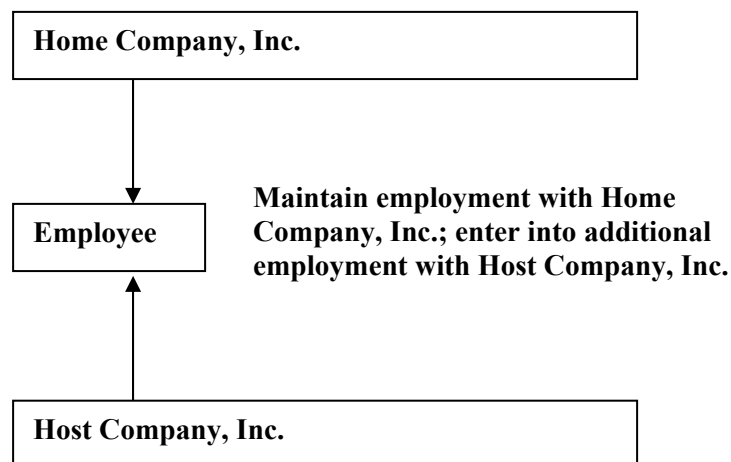 Home Company, Inc.
Employee
Maintain employment with Home
Company, Inc.; enter into additional
employment with Host Company, Inc.
Host Company, Inc.